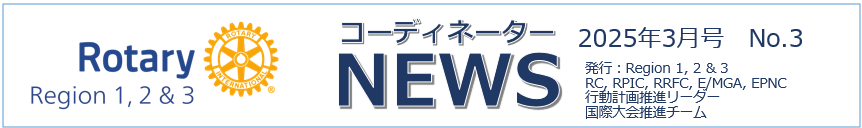 Rotary
Region 1, 2 & 3
ROTARY
INTERNATIONAL
®
コーディネーター
NEWS
2025年3月号　No.3
発行：Region 1, 2 & 3
RC, RPIC, RRFC, E/MGA, EPNC
行動計画推進リーダー
国際大会推進チーム